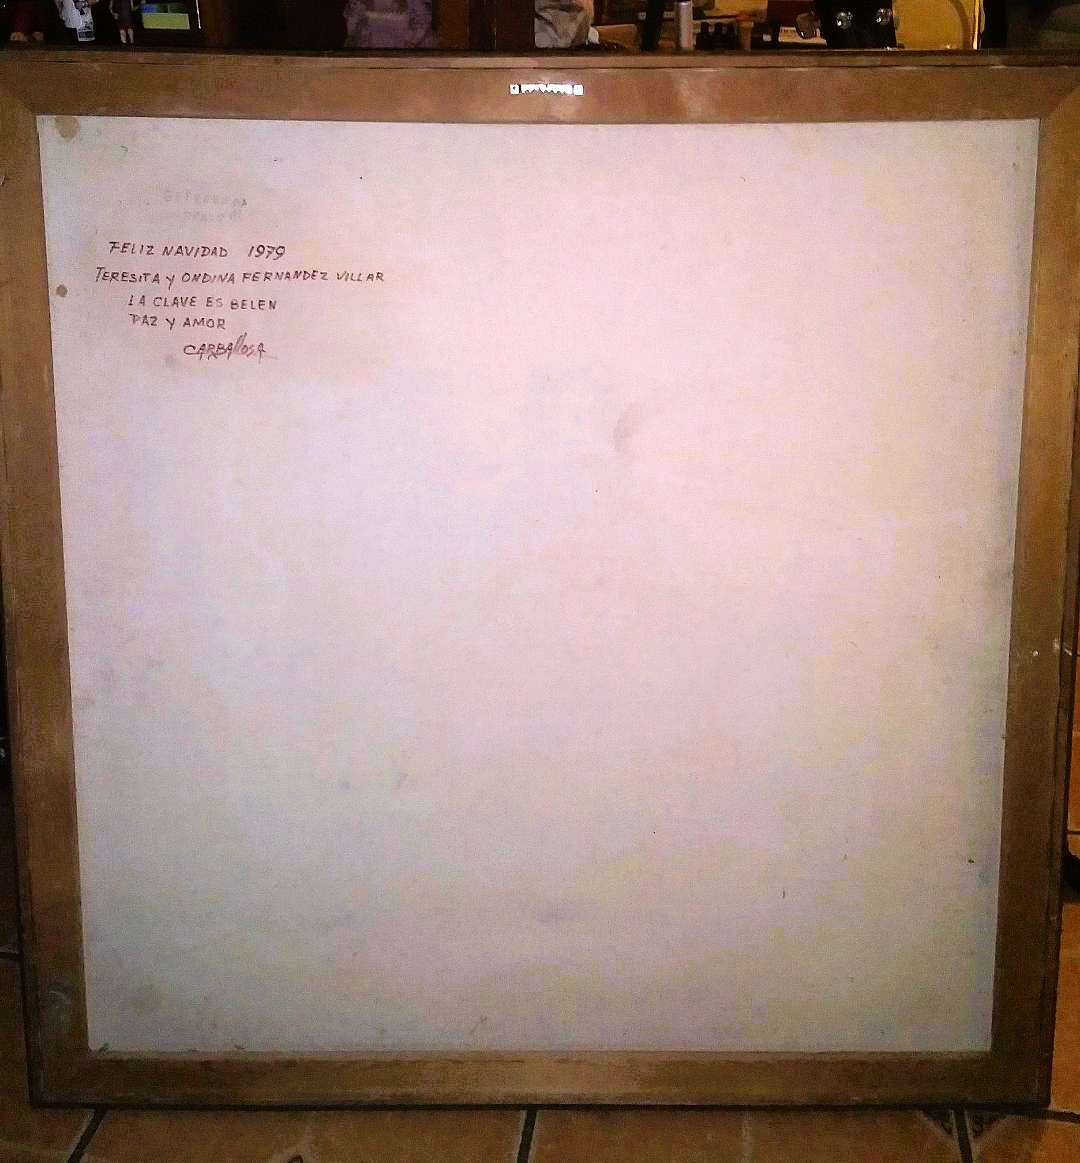 FELIZ NAVIDAD 1979
TERESITA Y ONDINA FERNANDEZ VILLAR
LA CLAVE ES BELEN
PAZ Y AMOR
CARBALLOSA